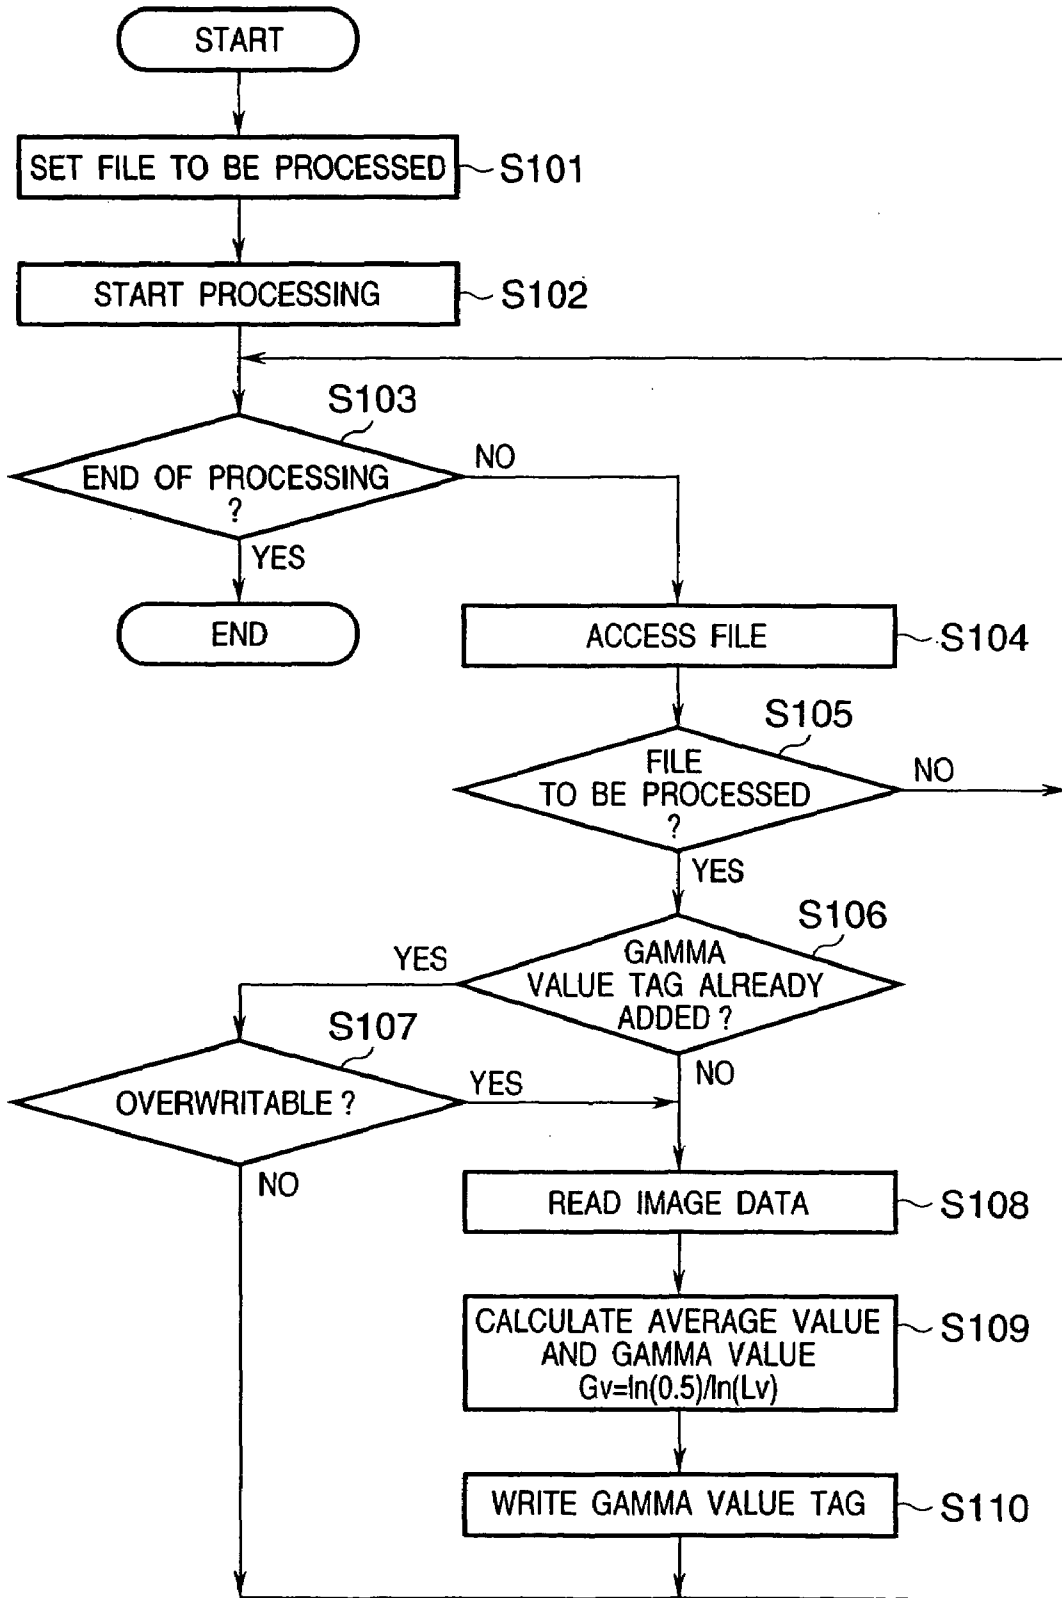 START
SET FILE TO BE PROCESSED
S101
START PROCESSING
S102
S103
END OF PROCESSING
?
NO
YES
END
ACCESS FILE
S104
S105
FILE
TO BE PROCESSED
?
NO
YES
S106
GAMMA
VALUE TAG ALREADY
ADDED ?
YES
NO
S107
OVERWRITABLE ?
YES
NO
READ IMAGE DATA
S108
CALCULATE AVERAGE VALUE
AND GAMMA VALUE
Gv=ln(0.5)/ln(Lv)
S109
WRITE GAMMA VALUE TAG
S110